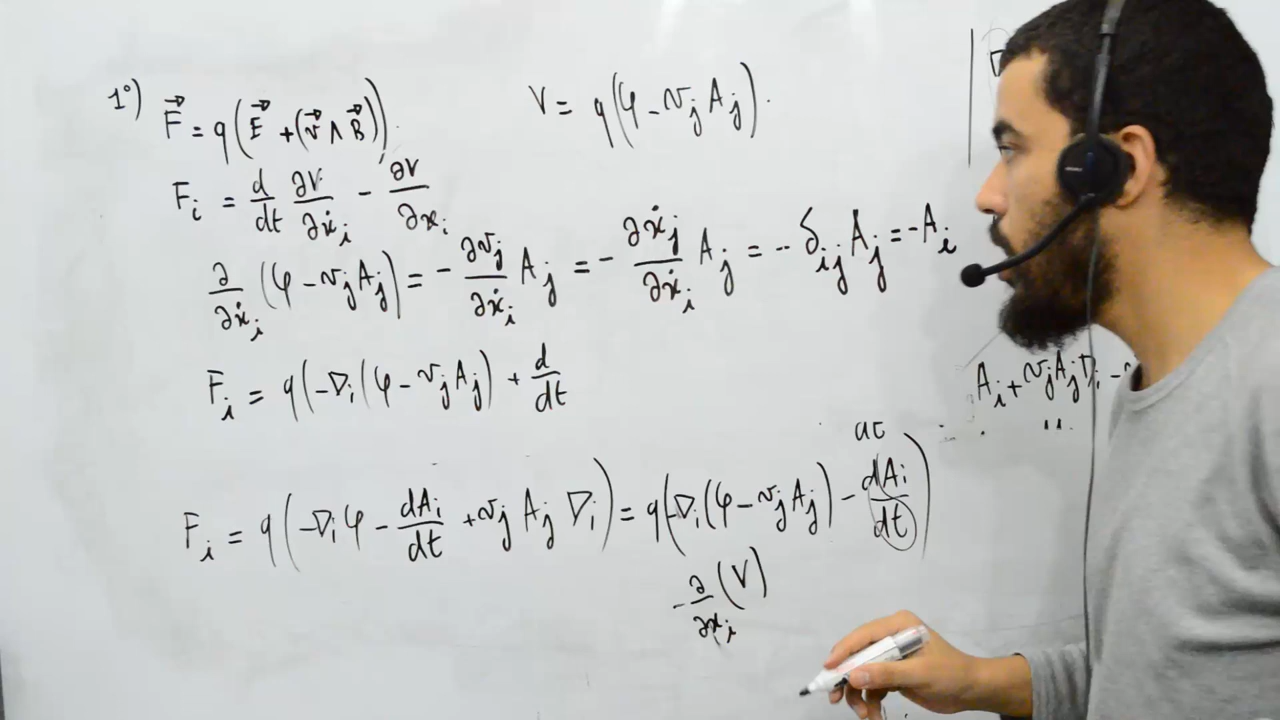 1°) F⃗ = q(E⃗ + (v⃗ ∧ B⃗)).
V = q(φ - v_j A_j).
F_i = d/dt ∂V/∂ẋ_i - ∂V/∂x_i
∂/∂ẋ_i (φ - v_j A_j) = - ∂v_j/∂ẋ_i A_j = - ∂ẋ_j/∂ẋ_i A_j = - δ_ij A_j = -A_i
F_i = q(-∇_i(φ - v_j A_j) + d/dt
A_i + v_j A_j ∇_i -
F_i = q(-∇_i φ - dA_i/dt + v_j A_j ∇_i) = q(-∇_i(φ - v_j A_j) - dA_i/dt)
- ∂/∂x_i (V)